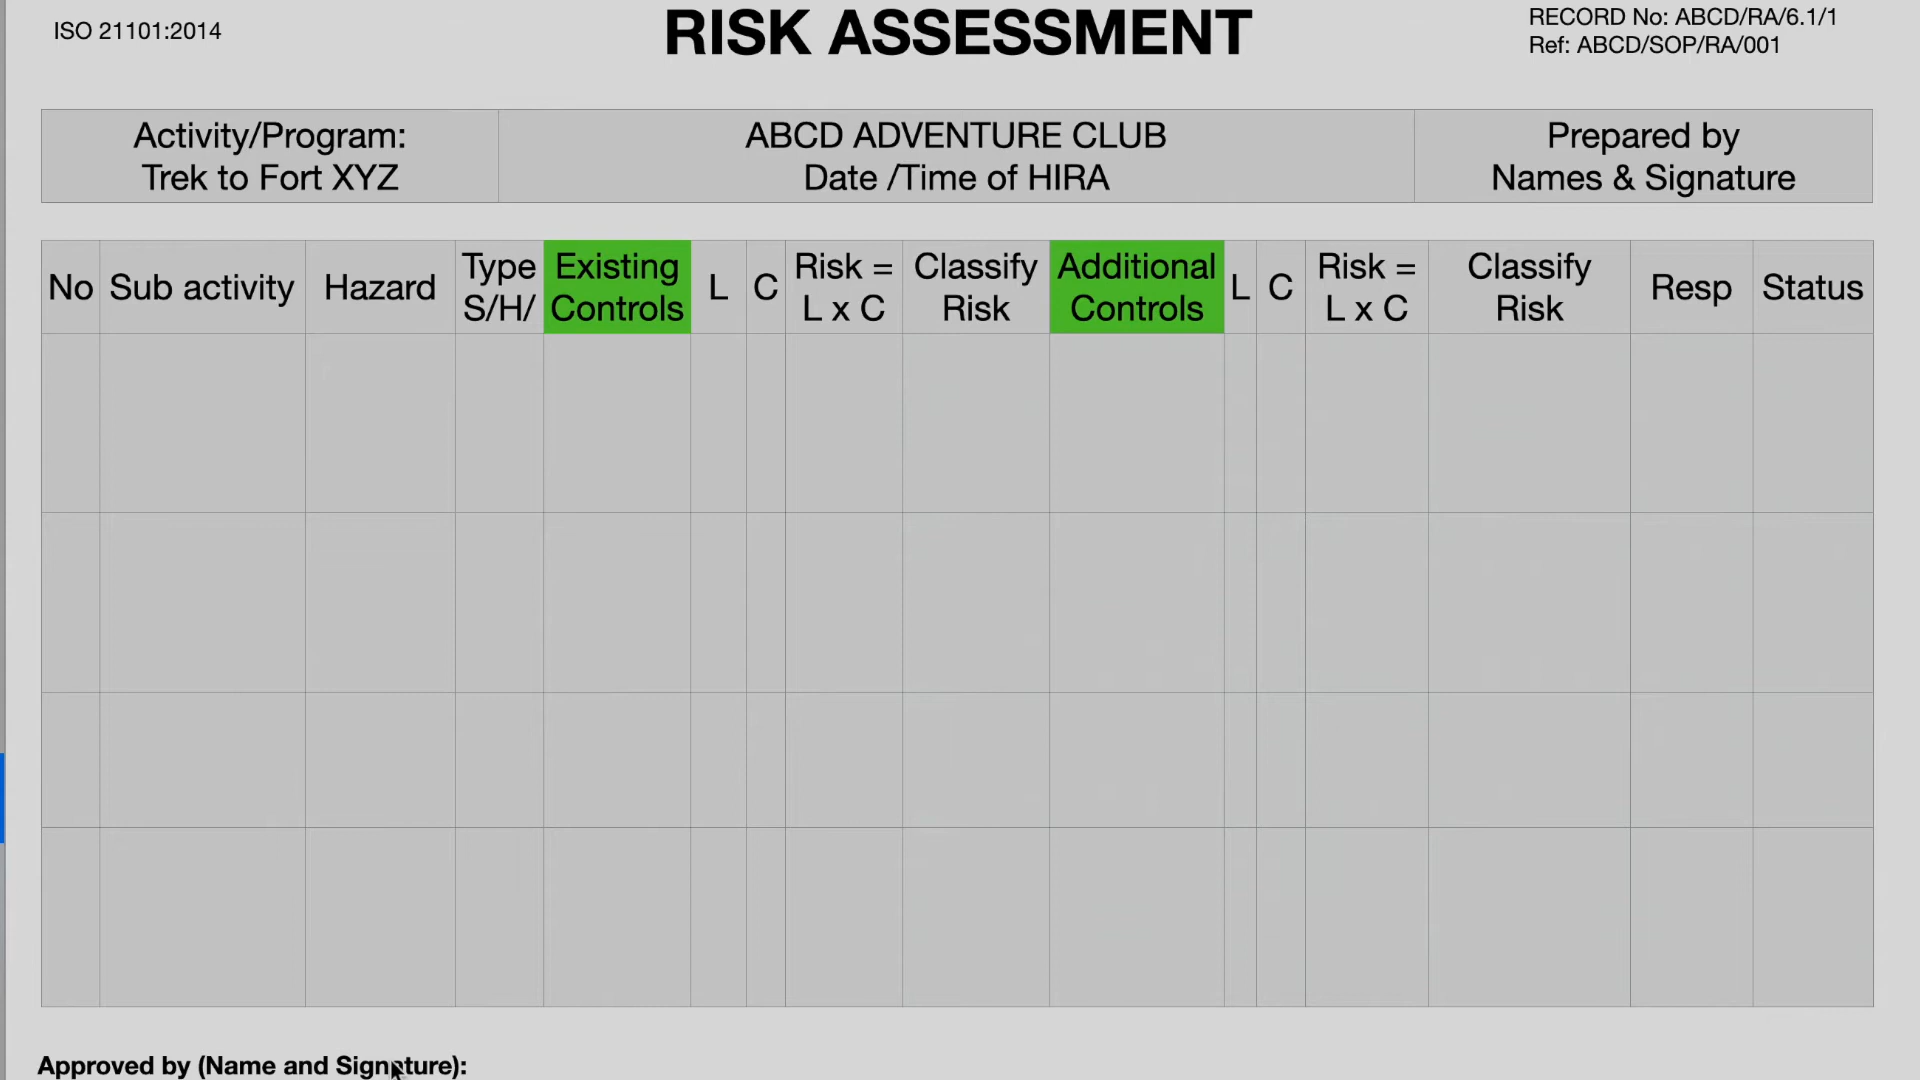 ISO 21101:2014
RISK ASSESSMENT
RECORD No: ABCD/RA/6.1/1
Ref: ABCD/SOP/RA/001
Activity/Program:
Trek to Fort XYZ
ABCD ADVENTURE CLUB
Date /Time of HIRA
Prepared by
Names & Signature
No
Sub activity
Hazard
Type
S/H/
Existing
Controls
L
C
Risk =
L x C
Classify
Risk
Additional
Controls
L
C
Risk =
L x C
Classify
Risk
Resp
Status
Approved by (Name and Signature):